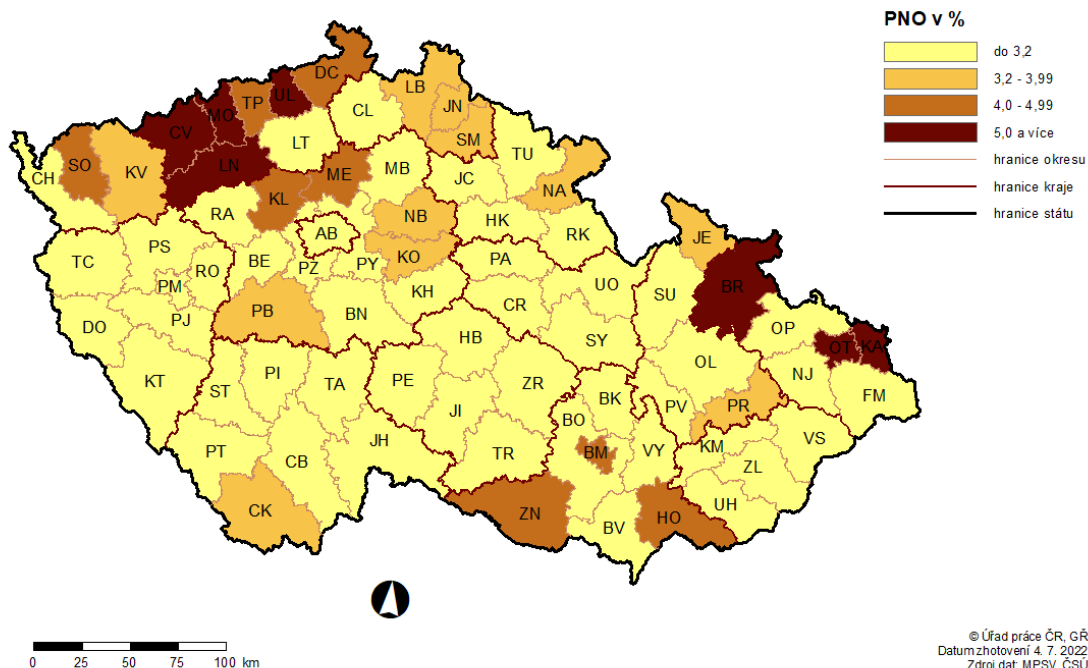 PNO v %
do 3,2
3,2 - 3,99
4,0 - 4,99
5,0 a více
hranice okresu
hranice kraje
hranice státu
DC
LB
TP
UL
JN
MO
CL
CV
SM
LT
TU
LN
ME
MB
SO
KV
CH
JC
NA
KL
RA
NB
HK
AB
RK
JE
PS
KO
BE
PZ
PY
PA
TC
RO
BR
PM
KH
UO
SU
PB
CR
BN
DO
PJ
OP
HB
SY
OT
KA
OL
KT
PI
TA
PE
ZR
NJ
ST
FM
BK
JI
PV
PR
BO
JH
VS
PT
CB
TR
BM
VY
KM
ZL
CK
UH
ZN
HO
BV
0 25 50 75 100 km
© Úřad práce ČR, GŘ
Datum zhotovení 4. 7. 2022
Zdroj dat: MPSV, ČSÚ